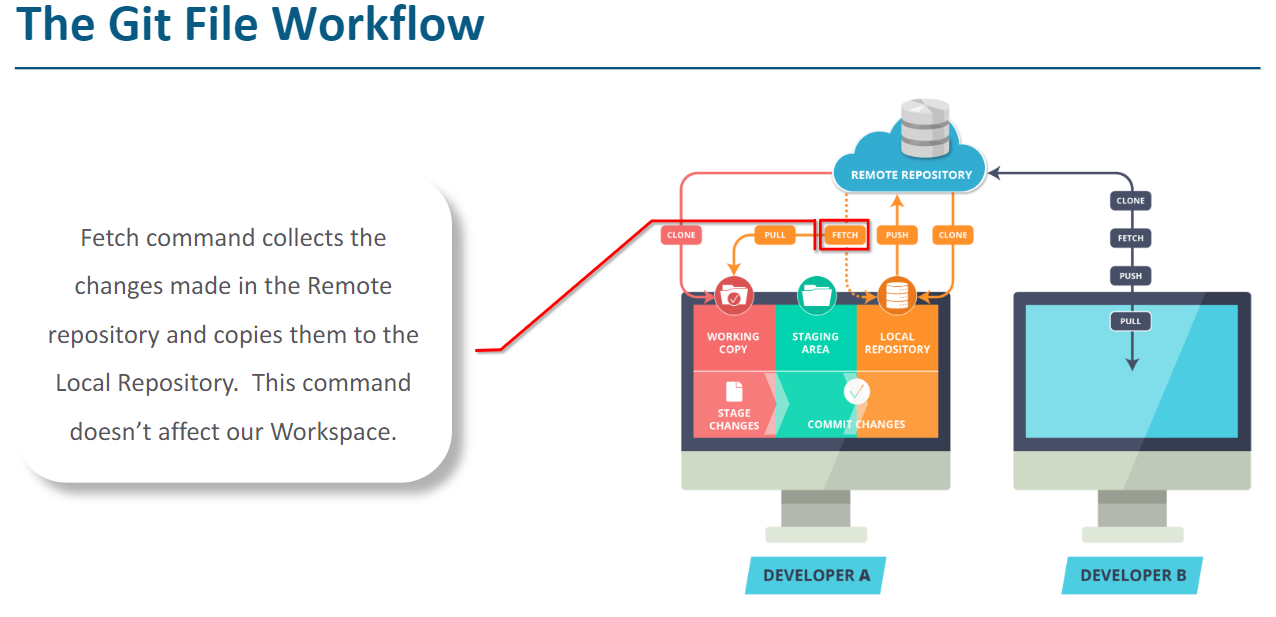 The Git File Workflow
Fetch command collects the
changes made in the Remote
repository and copies them to the
Local Repository.  This command
doesn’t affect our Workspace.
REMOTE REPOSITORY
CLONE
PULL
FETCH
PUSH
CLONE
WORKING
COPY
STAGING
AREA
LOCAL
REPOSITORY
STAGE
CHANGES
COMMIT CHANGES
DEVELOPER A
CLONE
FETCH
PUSH
PULL
DEVELOPER B